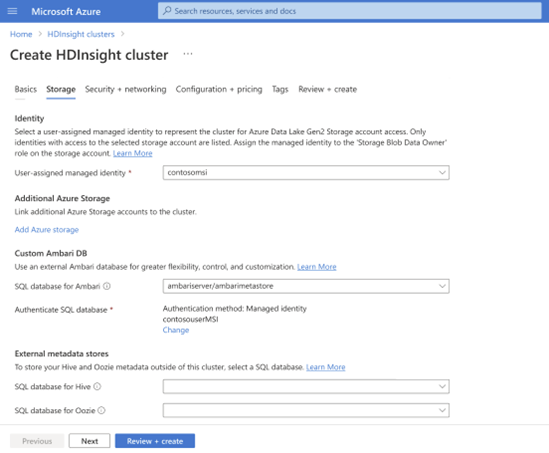 Microsoft Azure
Search resources, services and docs
Home > HDInsight clusters >
Create HDInsight cluster ...
Basics Storage Security + networking Configuration + pricing Tags Review + create
Identity
Select a user-assigned managed identity to represent the cluster for Azure Data Lake Gen2 Storage account access. Only
identities with access to the selected storage account are listed. Assign the managed identity to the 'Storage Blob Data Owner'
role on the storage account. Learn More
User-assigned managed identity * contosomsi
Additional Azure Storage
Link additional Azure Storage accounts to the cluster.
Add Azure storage
Custom Ambari DB
Use an external Ambari database for greater flexibility, control, and customization. Learn More
SQL database for Ambari ambariserver/ambarimetastore
Authenticate SQL database * Authentication method: Managed identity
contosouserMSI
Change
External metadata stores
To store your Hive and Oozie metadata outside of this cluster, select a SQL database. Learn More
SQL database for Hive
SQL database for Oozie
Previous Next Review + create